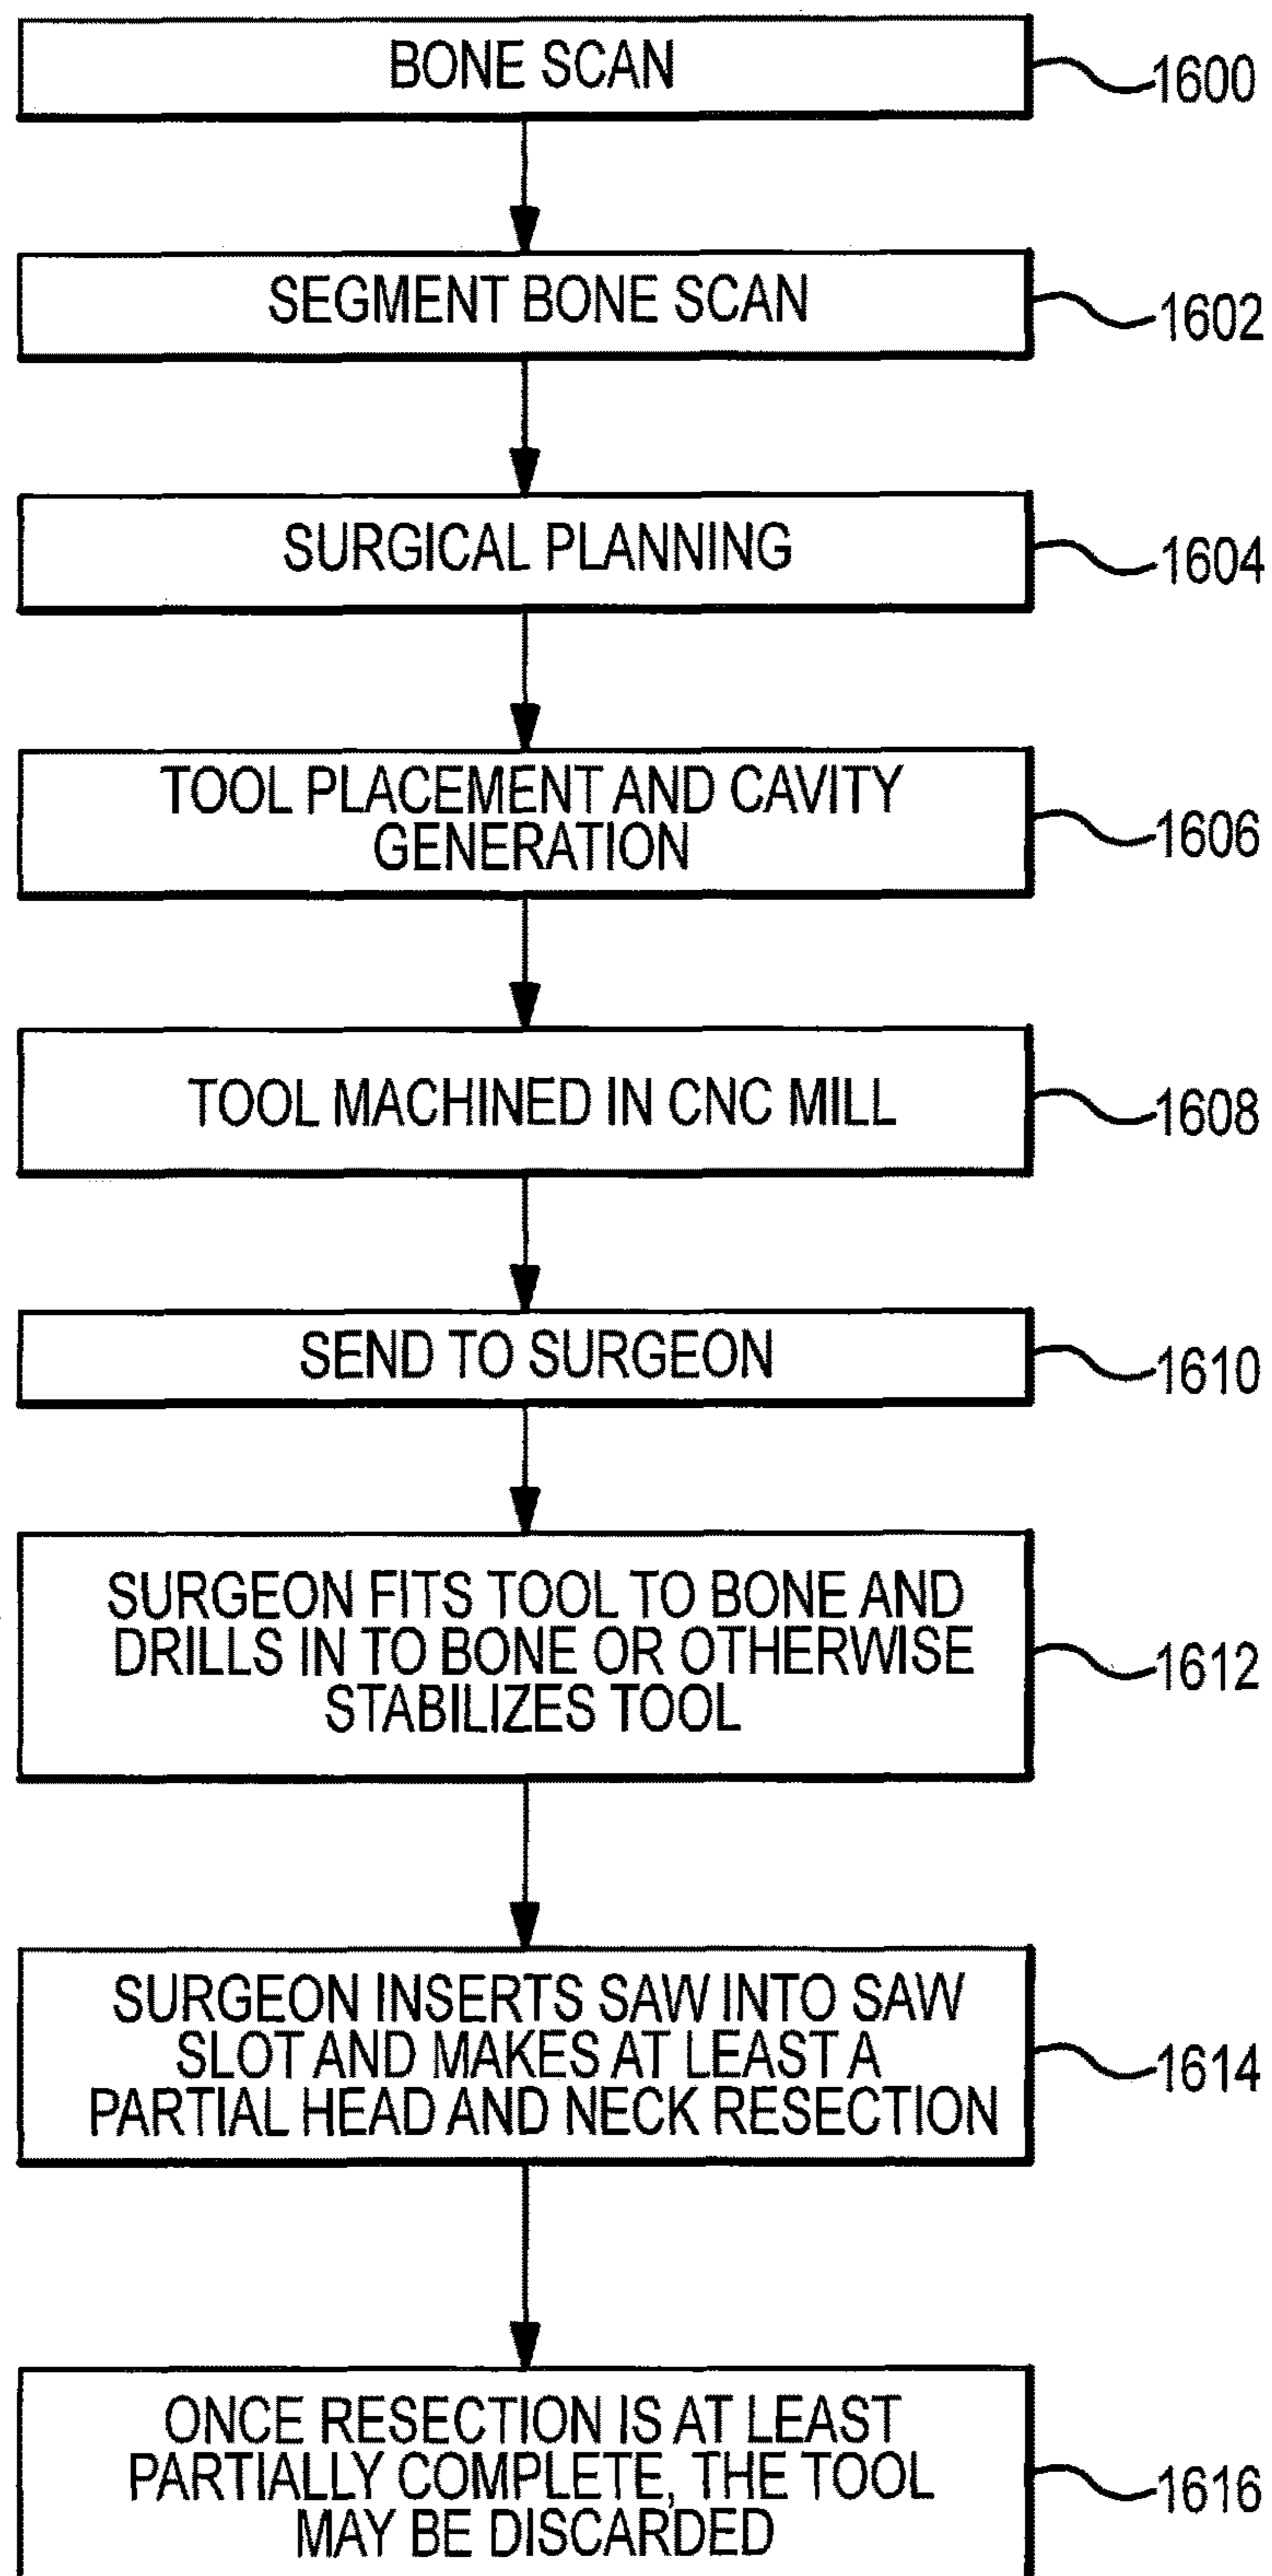 BONE SCAN
1600
SEGMENT BONE SCAN
1602
SURGICAL PLANNING
1604
TOOL PLACEMENT AND CAVITY
GENERATION
1606
TOOL MACHINED IN CNC MILL
1608
SEND TO SURGEON
1610
SURGEON FITS TOOL TO BONE AND
DRILLS IN TO BONE OR OTHERWISE
STABILIZES TOOL
1612
SURGEON INSERTS SAW INTO SAW
SLOT AND MAKES AT LEAST A
PARTIAL HEAD AND NECK RESECTION
1614
ONCE RESECTION IS AT LEAST
PARTIALLY COMPLETE, THE TOOL
MAY BE DISCARDED
1616